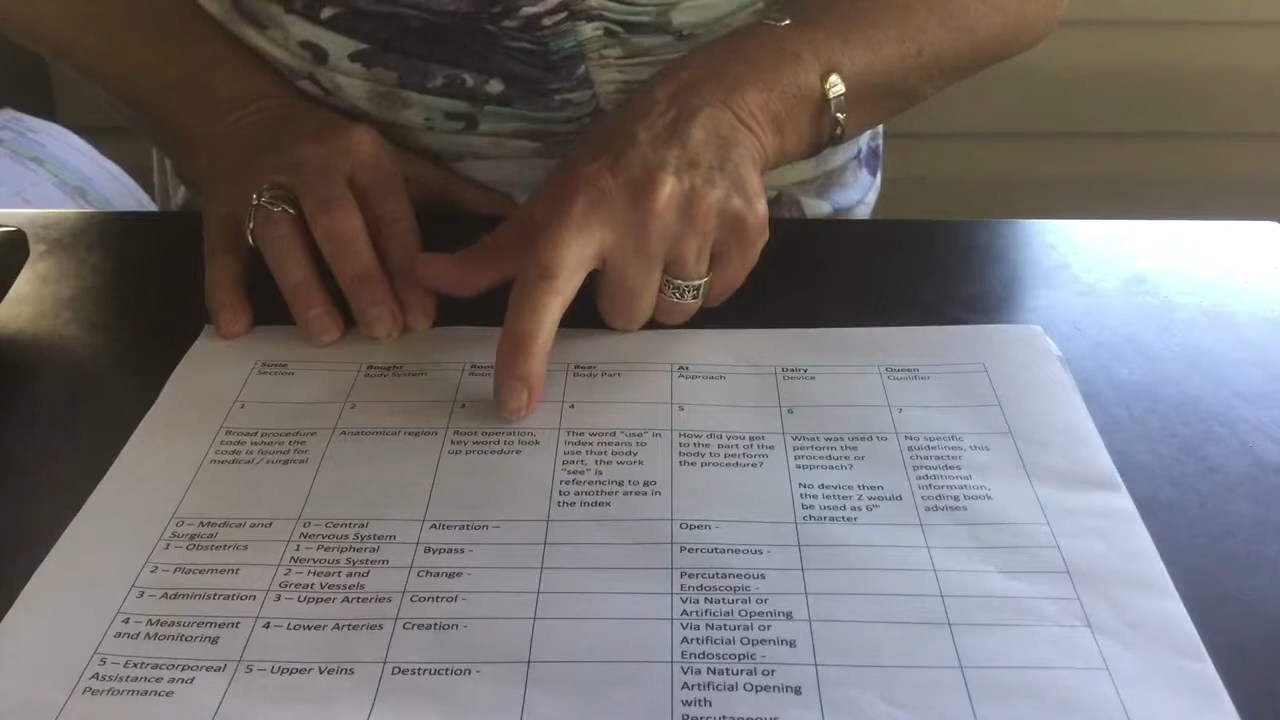 Susie Bought Root Beer At Dairy Queen
Section Body System Root Body Part Approach Device Qualifier
1 2 3 4 5 6 7
Broad procedure
code where the
code is found for
medical / surgical
Anatomical region
Root operation,
key word to look
up procedure
The word "use" in
index means to
use that body
part, the work
"see" is
referencing to go
to another area in
the index
How did you get
to the part of the
body to perform
the procedure?
What was used to
perform the
procedure or
approach?
No device then
the letter Z would
be used as 6th
character
No specific
guidelines, this
character
provides
additional
information,
coding book
advises
0 – Medical and
Surgical
0 – Central
Nervous System
Alteration –
Open -
1 – Obstetrics
1 – Peripheral
Nervous System
Bypass -
Percutaneous -
2 – Placement
2 – Heart and
Great Vessels
Change -
Percutaneous
Endoscopic -
3 – Administration
3 – Upper Arteries
Control -
Via Natural or
Artificial Opening
4 – Measurement
and Monitoring
4 – Lower Arteries
Creation -
Via Natural or
Artificial Opening
Endoscopic -
5 – Extracorporeal
Assistance and
Performance
5 – Upper Veins
Destruction -
Via Natural or
Artificial Opening
with
Percutaneous